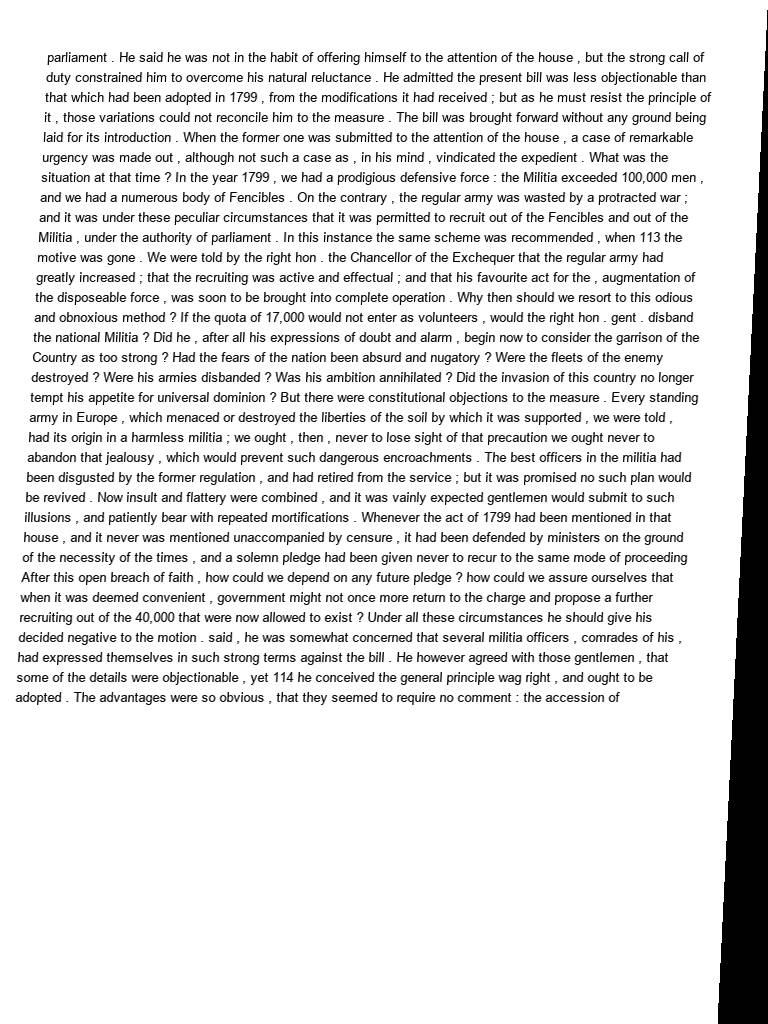 parliament . He said he was not in the habit of offering himself to the attention of the house , but the strong call of
duty constrained him to overcome his natural reluctance . He admitted the present bill was less objectionable than
that which had been adopted in 1799 , from the modifications it had received ; but as he must resist the principle of
it , those variations could not reconcile him to the measure . The bill was brought forward without any ground being
laid for its introduction . When the former one was submitted to the attention of the house , a case of remarkable
urgency was made out , although not such a case as , in his mind , vindicated the expedient . What was the
situation at that time ? In the year 1799 , we had a prodigious defensive force : the Militia exceeded 100,000 men ,
and we had a numerous body of Fencibles . On the contrary , the regular army was wasted by a protracted war ;
and it was under these peculiar circumstances that it was permitted to recruit out of the Fencibles and out of the
Militia , under the authority of parliament . In this instance the same scheme was recommended , when 113 the
motive was gone . We were told by the right hon . the Chancellor of the Exchequer that the regular army had
greatly increased ; that the recruiting was active and effectual ; and that his favourite act for the , augmentation of
the disposeable force , was soon to be brought into complete operation . Why then should we resort to this odious
and obnoxious method ? If the quota of 17,000 would not enter as volunteers , would the right hon . gent . disband
the national Militia ? Did he , after all his expressions of doubt and alarm , begin now to consider the garrison of the
Country as too strong ? Had the fears of the nation been absurd and nugatory ? Were the fleets of the enemy
destroyed ? Were his armies disbanded ? Was his ambition annihilated ? Did the invasion of this country no longer
tempt his appetite for universal dominion ? But there were constitutional objections to the measure . Every standing
army in Europe , which menaced or destroyed the liberties of the soil by which it was supported , we were told ,
had its origin in a harmless militia ; we ought , then , never to lose sight of that precaution we ought never to
abandon that jealousy , which would prevent such dangerous encroachments . The best officers in the militia had
been disgusted by the former regulation , and had retired from the service ; but it was promised no such plan would
be revived . Now insult and flattery were combined , and it was vainly expected gentlemen would submit to such
illusions , and patiently bear with repeated mortifications . Whenever the act of 1799 had been mentioned in that
house , and it never was mentioned unaccompanied by censure , it had been defended by ministers on the ground
of the necessity of the times , and a solemn pledge had been given never to recur to the same mode of proceeding
After this open breach of faith , how could we depend on any future pledge ? how could we assure ourselves that
when it was deemed convenient , government might not once more return to the charge and propose a further
recruiting out of the 40,000 that were now allowed to exist ? Under all these circumstances he should give his
decided negative to the motion . said , he was somewhat concerned that several militia officers , comrades of his ,
had expressed themselves in such strong terms against the bill . He however agreed with those gentlemen , that
some of the details were objectionable , yet 114 he conceived the general principle wag right , and ought to be
adopted . The advantages were so obvious , that they seemed to require no comment : the accession of